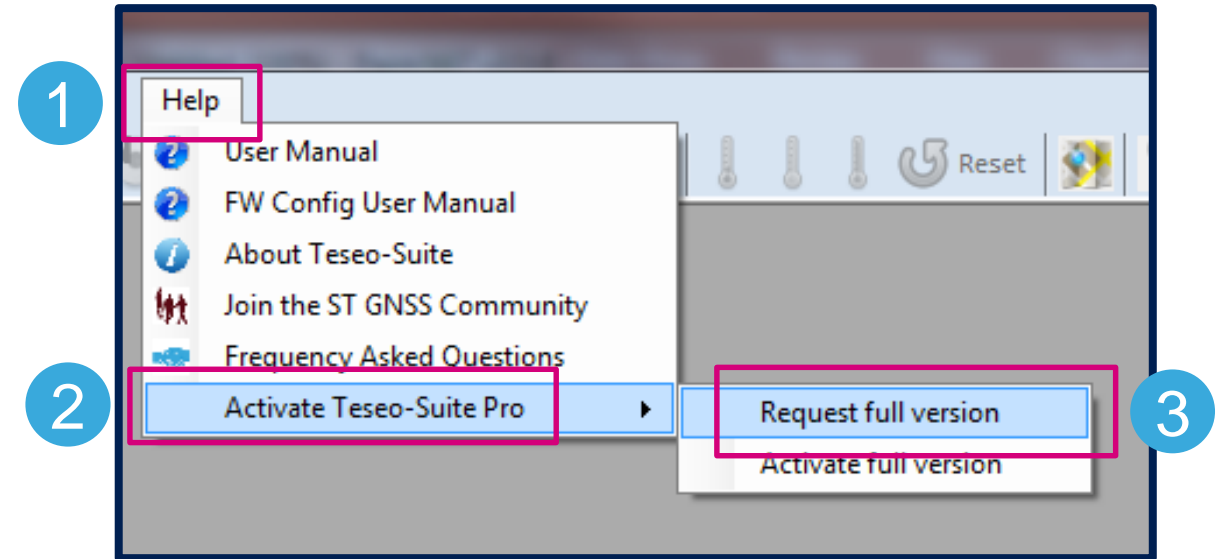 1
Help
User Manual
Reset
FW Config User Manual
About Teseo-Suite
Join the ST GNSS Community
Frequency Asked Questions
2
Activate Teseo-Suite Pro
Request full version
3
Activate full version